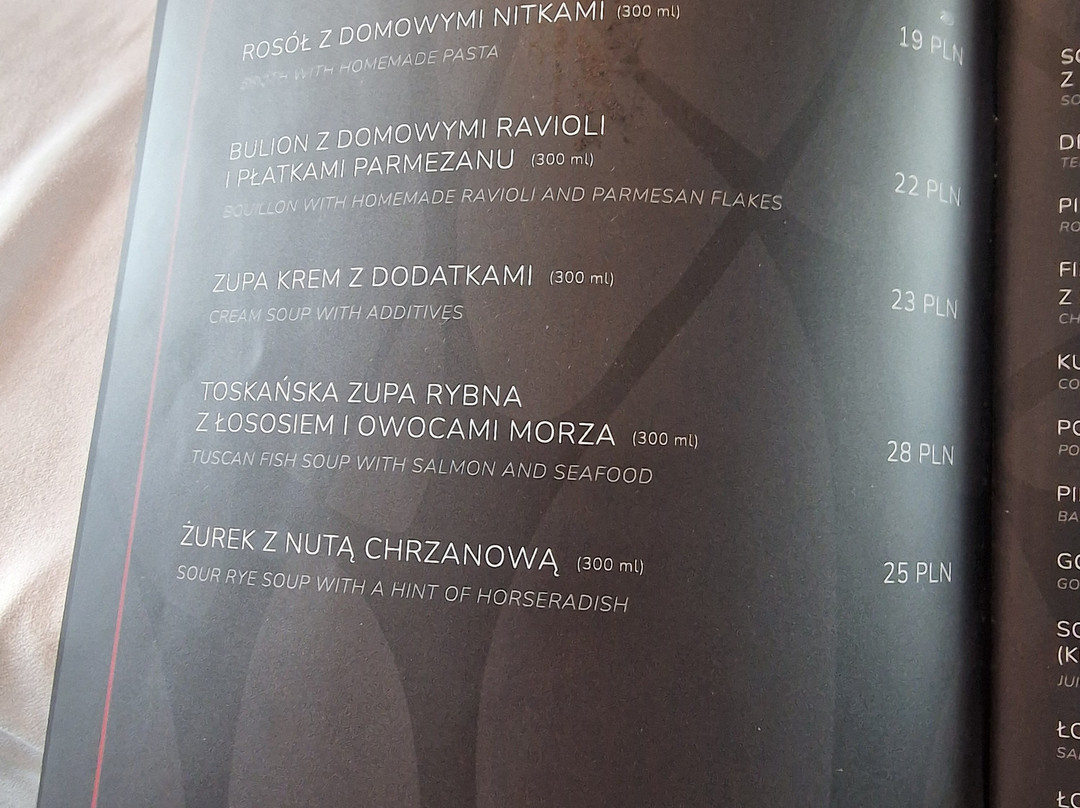 ROSÓŁ Z DOMOWYMI NITKAMI (300 ml)
19 PLN
BROTH WITH HOMEMADE PASTA
BULION Z DOMOWYMI RAVIOLI
I PŁATKAMI PARMEZANU (300 ml)
22 PLN
BOUILLON WITH HOMEMADE RAVIOLI AND PARMESAN FLAKES
ZUPA KREM Z DODATKAMI (300 ml)
23 PLN
CREAM SOUP WITH ADDITIVES
TOSKAŃSKA ZUPA RYBNA
Z ŁOSOSIEM I OWOCAMI MORZA (300 ml)
28 PLN
TUSCAN FISH SOUP WITH SALMON AND SEAFOOD
ŻUREK Z NUTĄ CHRZANOWĄ (300 ml)
25 PLN
SOUR RYE SOUP WITH A HINT OF HORSERADISH